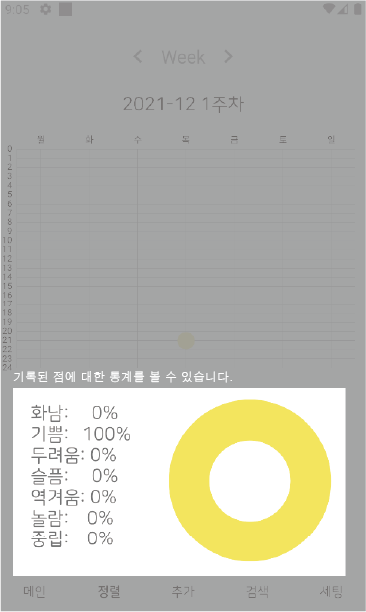 9:05
Week
2021-12 1주차
월 화 수 목 금 토 일
0
1
2
3
4
5
6
7
8
9
10
11
12
13
14
15
16
17
18
19
20
21
22
23
24
기록된 점에 대한 통계를 볼 수 있습니다.
화남: 0%
기쁨: 100%
두려움: 0%
슬픔: 0%
역겨움: 0%
놀람: 0%
중립: 0%
메인 정렬 추가 검색 세팅